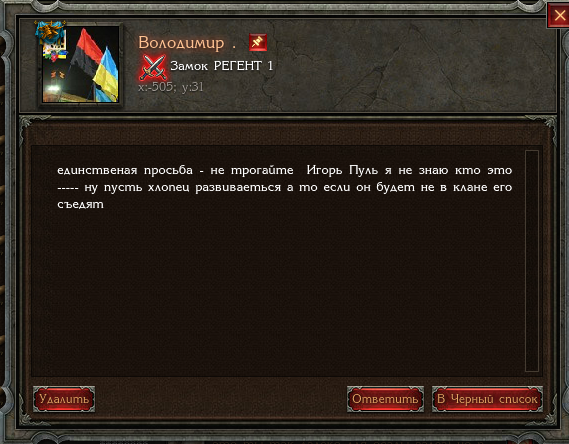 Володимир .
Замок РЕГЕНТ 1
x:-505; y:31
единственая просьба - не трогайте Игорь Пуль я не знаю кто это
----- ну пусть хлопец развиваеться а то если он будет не в клане его
съедят
Удалить
Ответить
В Черный список